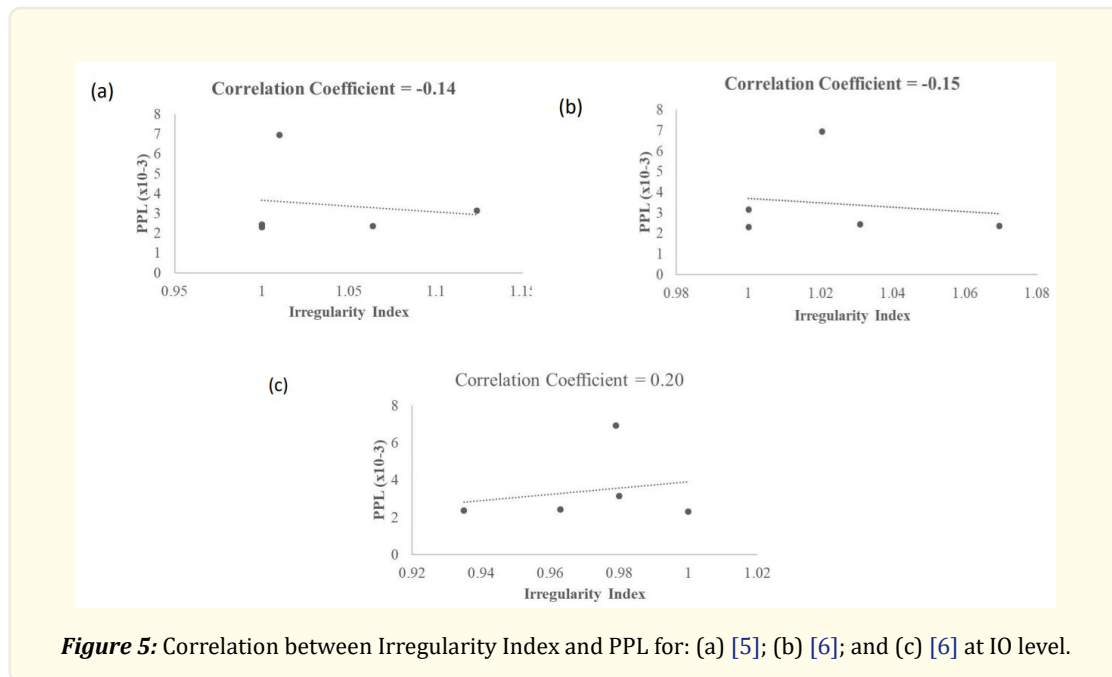 (a)
Correlation Coefficient = -0.14
PPL (x10-3)
8
7
6
5
4
3
2
1
0
0.95 1 1.05 1.1 1.15
Irregularity Index
(b)
Correlation Coefficient = -0.15
PPL (x10-3)
8
7
6
5
4
3
2
1
0
0.98 1 1.02 1.04 1.06 1.08
Irregularity Index
(c)
Correlation Coefficient = 0.20
PPL (x10-3)
8
6
4
2
0
0.92 0.94 0.96 0.98 1 1.02
Irregularity Index
Figure 5: Correlation between Irregularity Index and PPL for: (a) [5]; (b) [6]; and (c) [6] at IO level.